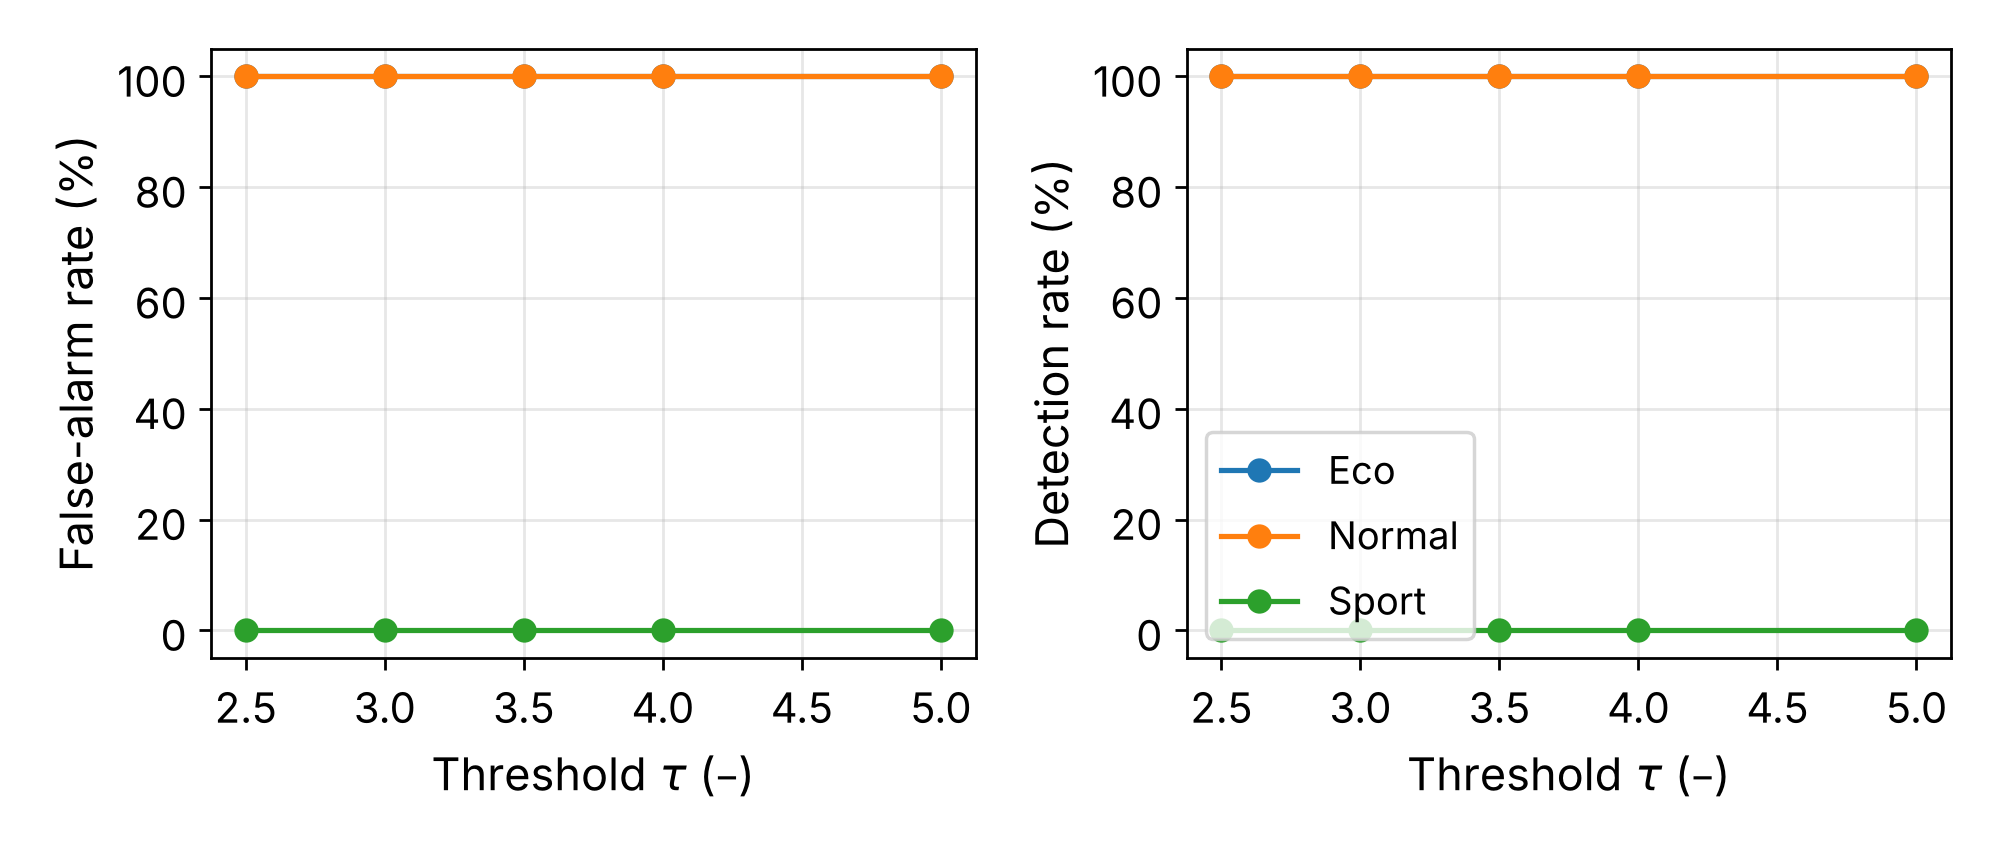 False-alarm rate (%)
100
80
60
40
20
0
2.5 3.0 3.5 4.0 4.5 5.0
Threshold τ (–)
Detection rate (%)
100
80
60
40
20
0
Eco
Normal
Sport
2.5 3.0 3.5 4.0 4.5 5.0
Threshold τ (–)